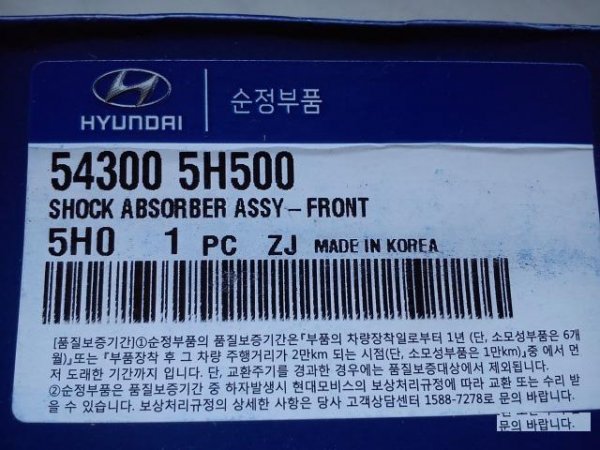 HYUNDAI
순정부품
54300 5H500
SHOCK ABSORBER ASSY-FRONT
5H0 1 PC ZJ MADE IN KOREA
[품질보증기간]①순정부품의 품질보증기간은『부품의 차량장착일로부터 1년 (단, 소모성부품은 6개
월)』또는 『부품장착 후 그 차량 주행거리가 2만km 되는 시점(단, 소모성부품은 1만km)』중 에서 먼
저 도래한 기간까지 입니다. 단, 교환주기를 경과한 경우에는 품질보증대상에서 제외됩니다.
②순정부품은 품질보증기간 중 하자발생시 현대모비스의 보상처리규정에 따라 교환 또는 수리 받
을 수 있습니다. 보상처리규정의 상세한 사항은 당사 고객상담센터 1588-7278로 문의 바랍니다.
문의 바랍니다.